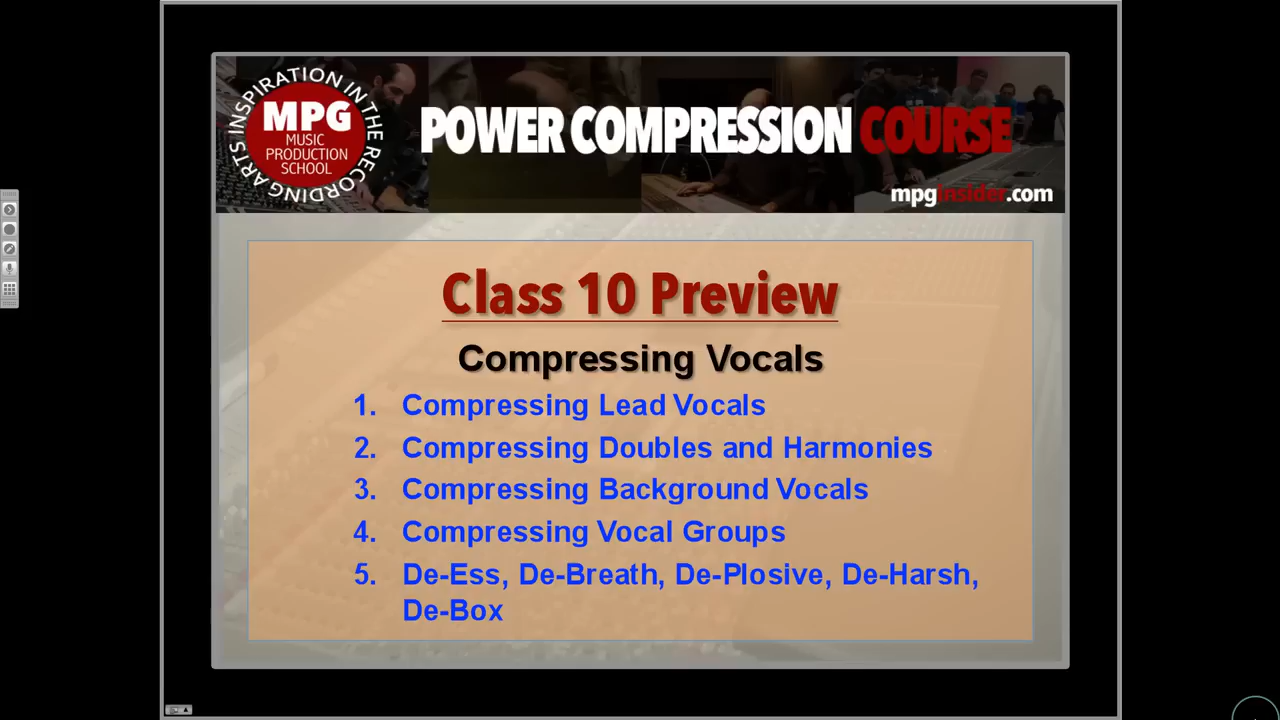 INSPIRATION IN THE RECORDING ARTS
MPG
MUSIC
PRODUCTION
SCHOOL
POWER COMPRESSION COURSE
mpginsider.com
Class 10 Preview
Compressing Vocals
1. Compressing Lead Vocals
2. Compressing Doubles and Harmonies
3. Compressing Background Vocals
4. Compressing Vocal Groups
5. De-Ess, De-Breath, De-Plosive, De-Harsh,
De-Box